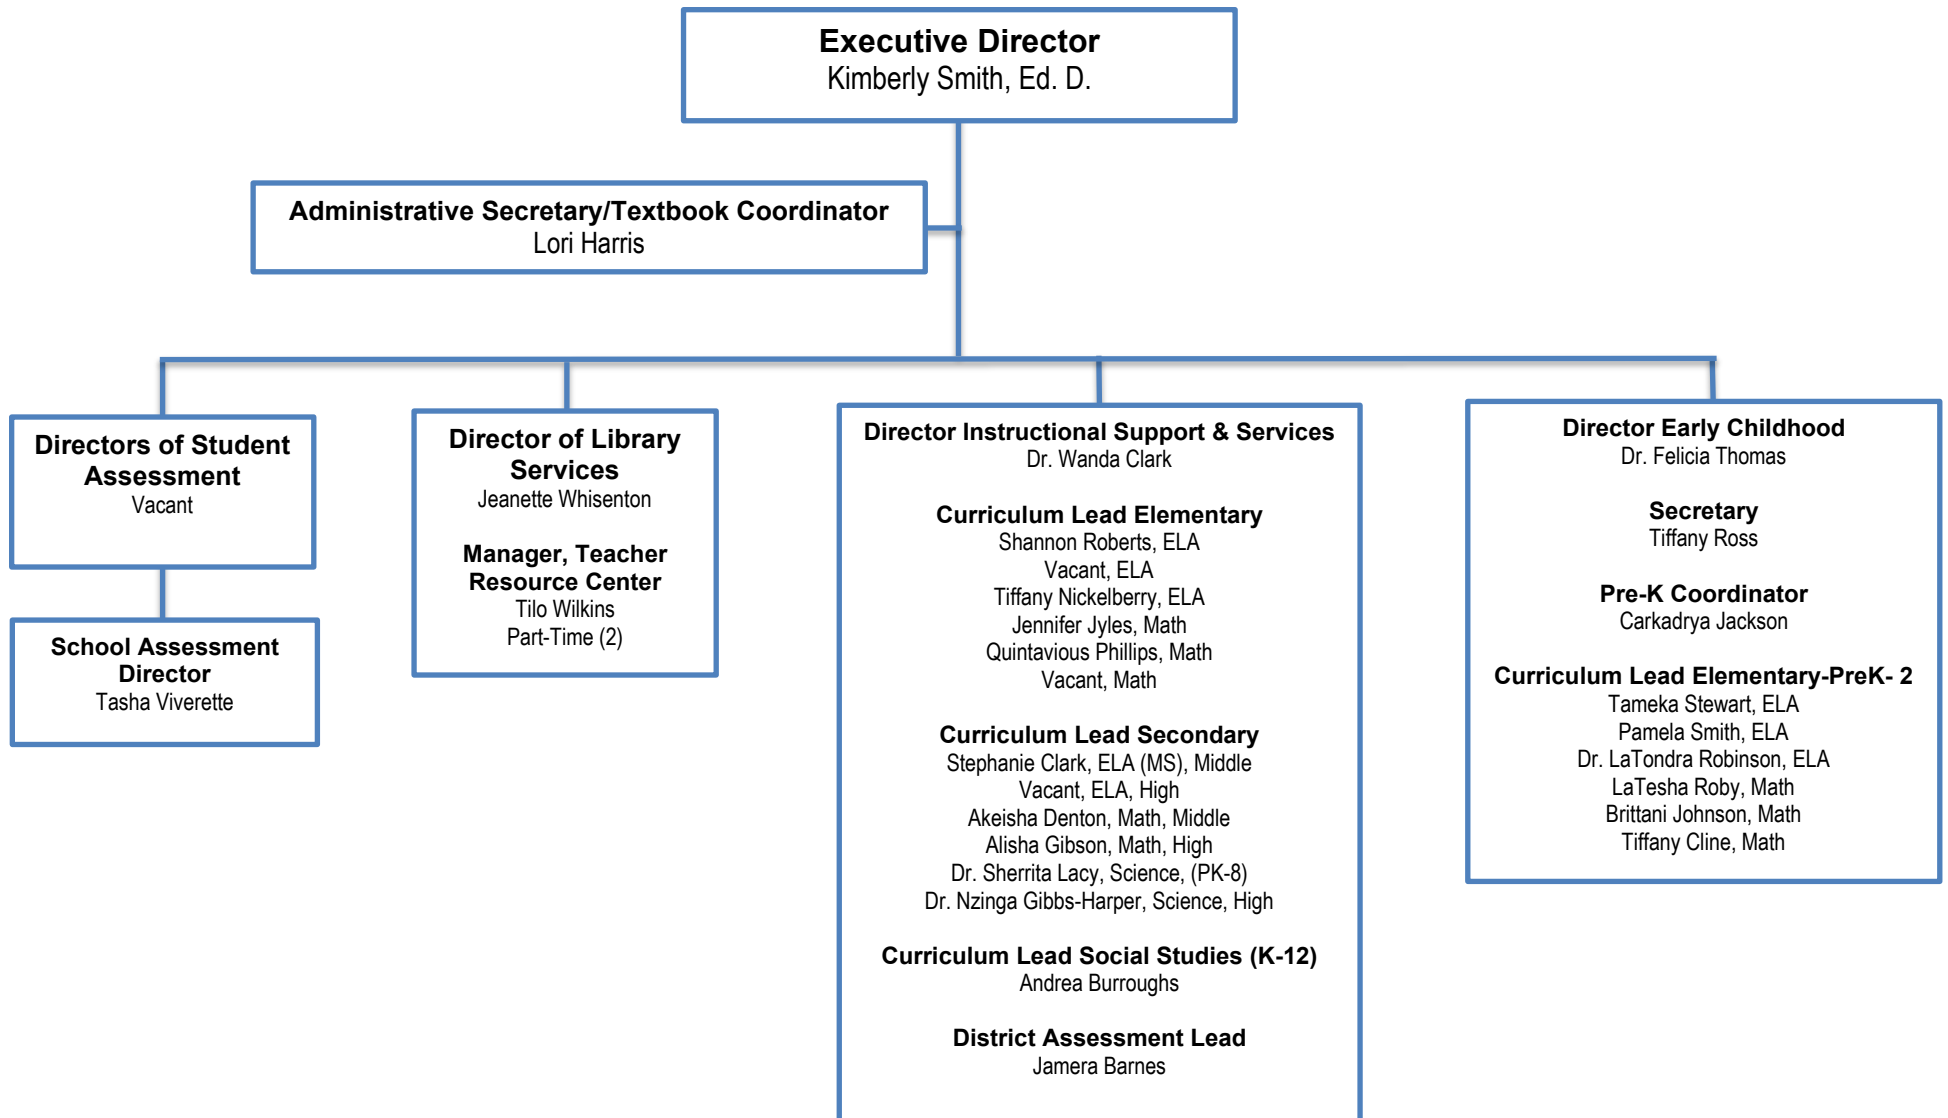 Executive Director
Kimberly Smith, Ed. D.
Administrative Secretary/Textbook Coordinator
Lori Harris
Directors of Student
Assessment
Vacant
School Assessment
Director
Tasha Viverette
Director of Library
Services
Jeanette Whisenton
Manager, Teacher
Resource Center
Tilo Wilkins
Part-Time (2)
Director Instructional Support & Services
Dr. Wanda Clark
Curriculum Lead Elementary
Shannon Roberts, ELA
Vacant, ELA
Tiffany Nickelberry, ELA
Jennifer Jyles, Math
Quintavious Phillips, Math
Vacant, Math
Curriculum Lead Secondary
Stephanie Clark, ELA (MS), Middle
Vacant, ELA, High
Akeisha Denton, Math, Middle
Alisha Gibson, Math, High
Dr. Sherrita Lacy, Science, (PK-8)
Dr. Nzinga Gibbs-Harper, Science, High
Curriculum Lead Social Studies (K-12)
Andrea Burroughs
District Assessment Lead
Jamera Barnes
Director Early Childhood
Dr. Felicia Thomas
Secretary
Tiffany Ross
Pre-K Coordinator
Carkadrya Jackson
Curriculum Lead Elementary-PreK- 2
Tameka Stewart, ELA
Pamela Smith, ELA
Dr. LaTondra Robinson, ELA
LaTesha Roby, Math
Brittani Johnson, Math
Tiffany Cline, Math